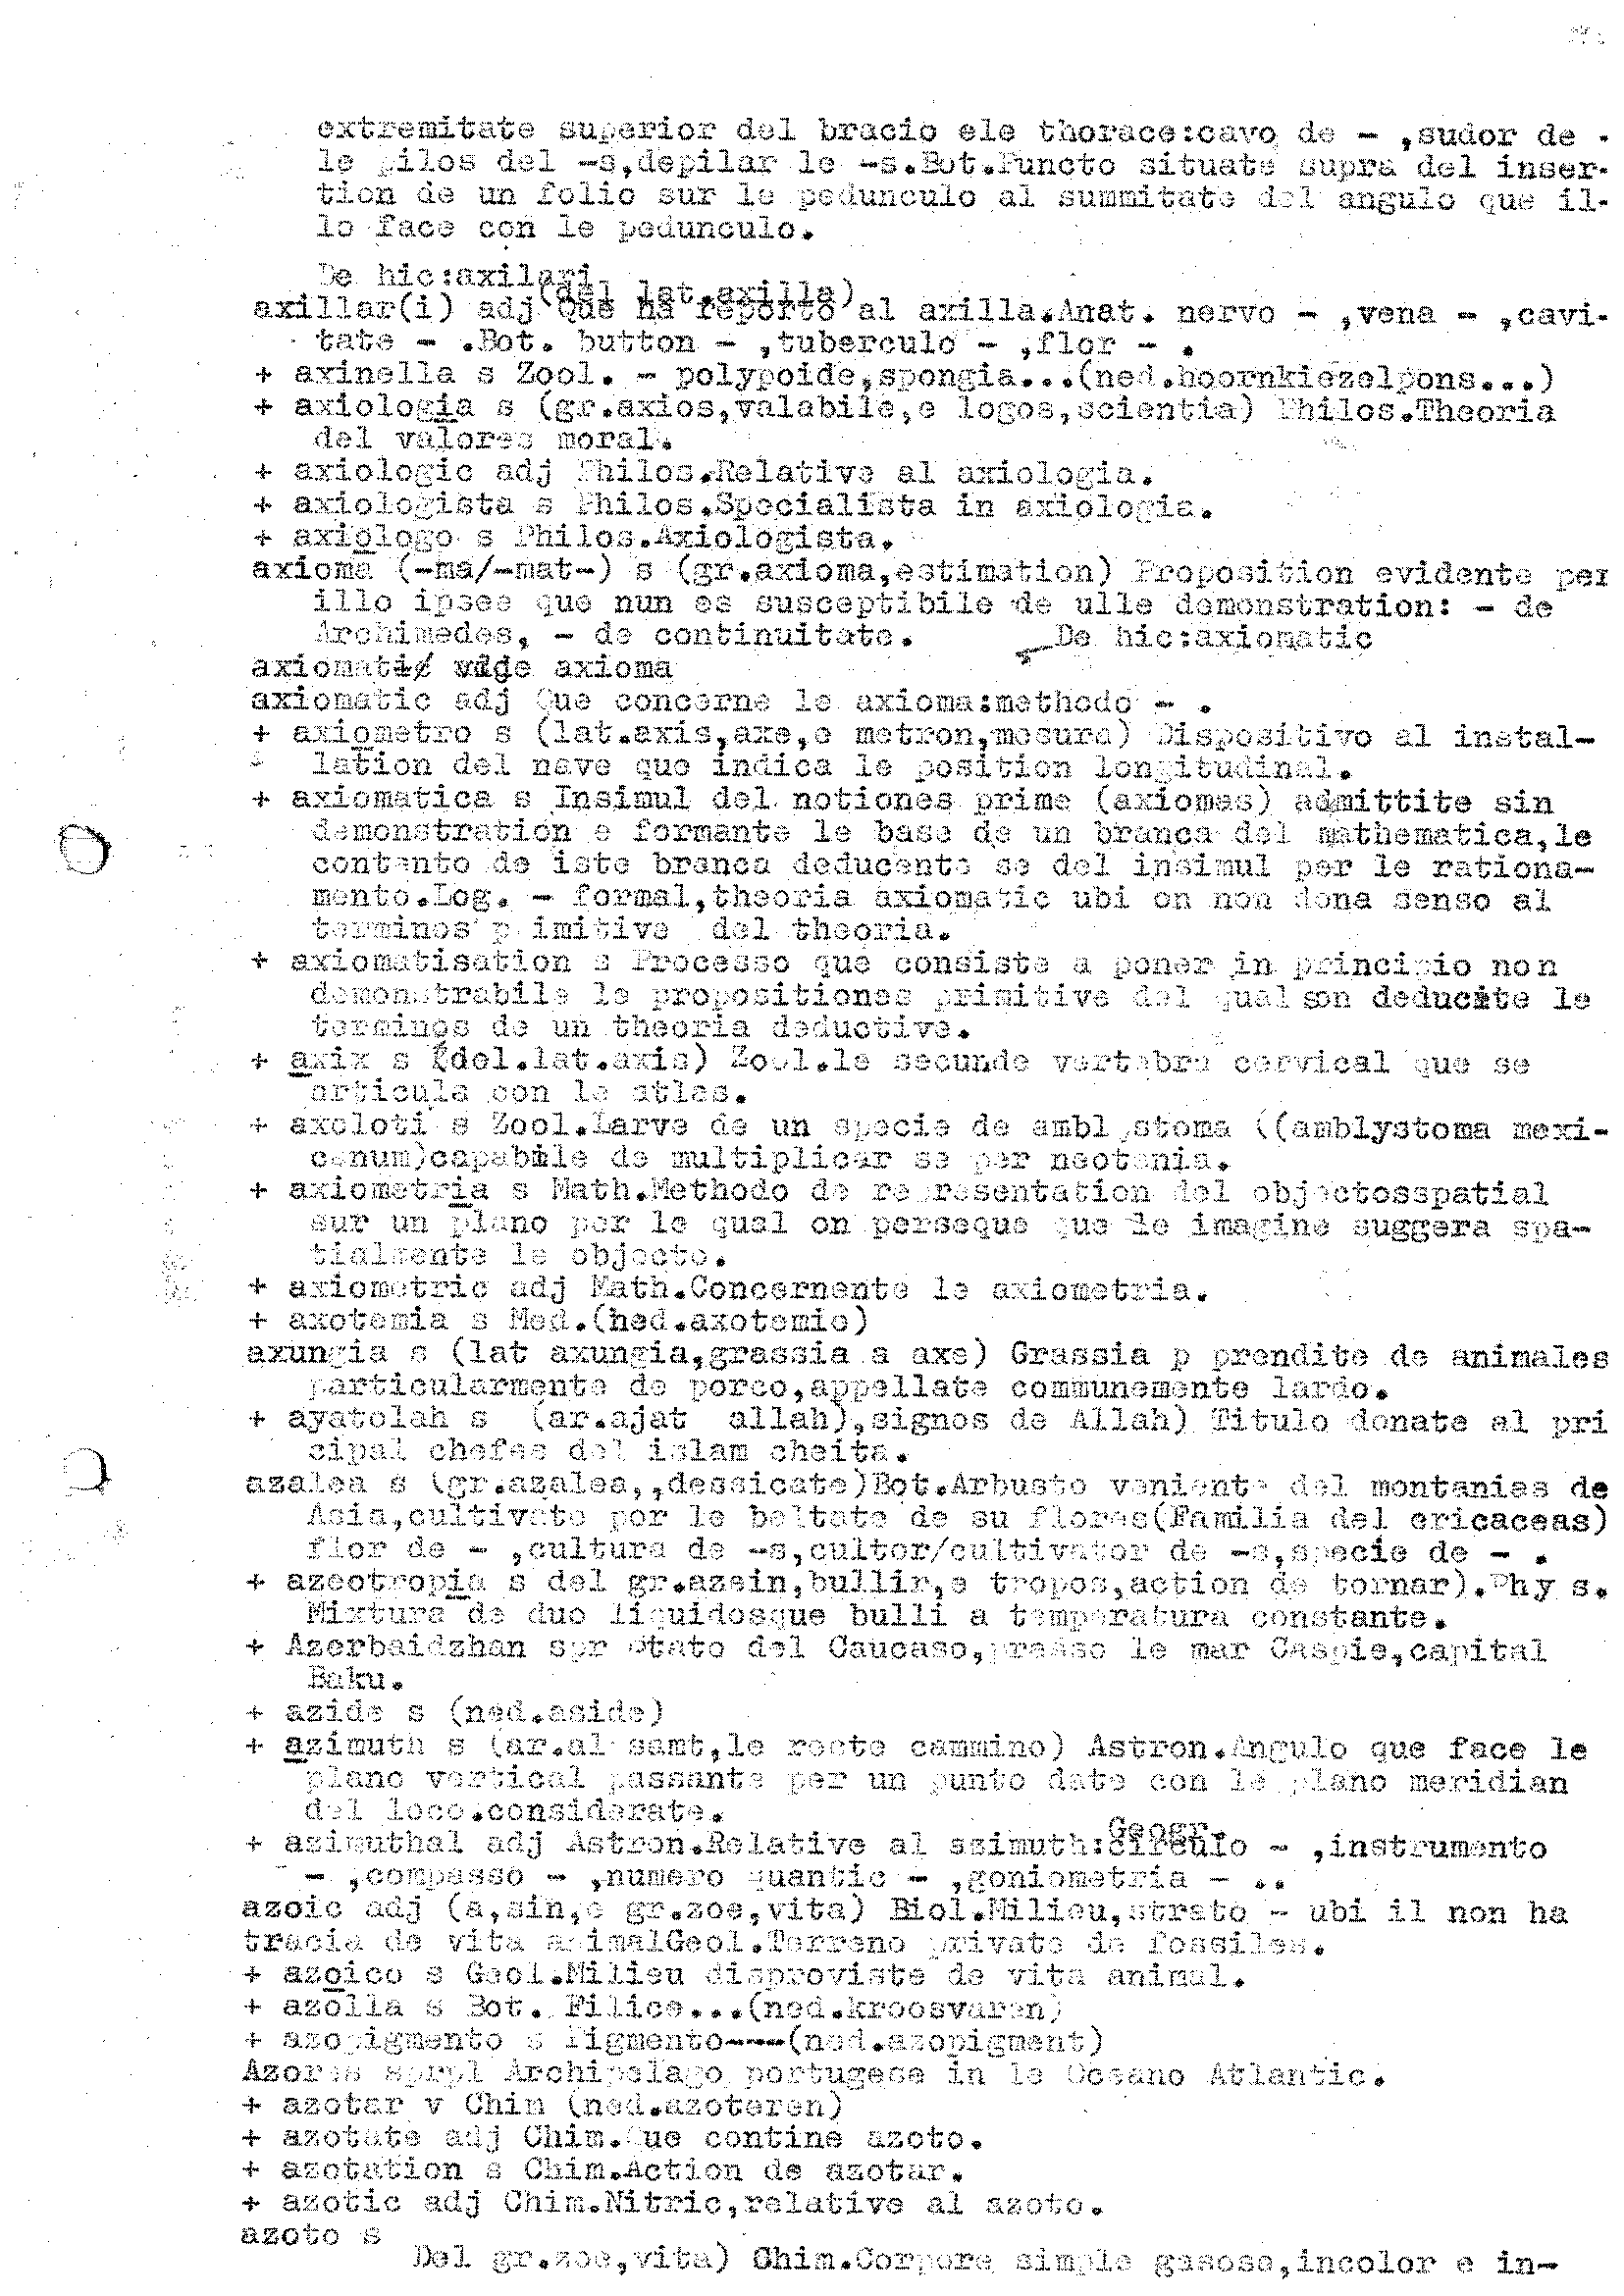 extremitate superior del bracio ele thorace:cavo de - ,sudor de -
le pilos del -s,depilar le -s.Bot.Puncto situate supra del inser-
tion de un folio sur le pedunculo al summitate del angulo que il-
lo face con le pedunculo.
De hic:axilari
(del lat.axilla)
axillar(i) adj Que ha reporto al axilla.Anat. nervo - ,vena - ,cavi-
tate - .Bot. button - ,tuberculo - ,flor - .
+ axinella s Zool. - polypoide,spongia...(ned.hoornkiezelpons...)
+ axiologia s (gr.axios,valabile,e logos,scientia) Philos.Theoria
del valores moral.
+ axiologic adj Philos.Relative al axiologia.
+ axiologista s Philos.Specialista in axiologia.
+ axiologo s Philos.Axiologista.
axioma (-ma/-mat-) s (gr.axioma,estimation) Proposition evidente per
illo ipsee que nun es susceptibile de ulle demonstration: - de
Archimedes, - de continuitate. De hic:axiomatic
axiomatic vide axioma
axiomatic adj Que concerne le axioma:methodo - .
+ axiometro s (lat.axis,axe,e metron,mesura) Dispositivo al instal-
lation del nave que indica le position longitudinal.
+ axiomatica s Insimul del notiones prime (axiomas) admittite sin
demonstration e formante le base de un branca del mathematica,le
contento de iste branca deducente se del insimul per le rationa-
mento.Log. - formal,theoria axiomatic ubi on non dona senso al
terminos p imitive del theoria.
+ axiomatisation s Processo que consiste a poner in principio non
demonstrabile le propositiones primitive del qual son deducite le
terminos de un theoria deductive.
+ axix s (del.lat.axis) Zool.le secunde vertebra cervical que se
articula con le atlas.
+ axoloti s Zool.Larve de un specie de amblystoma ((amblystoma mexi-
canum)capabile de multiplicar se per neotenia.
+ axiometria s Math.Methodo de representation del objectosspatial
sur un plano per le qual on perseque que le imagine suggera spa-
tialmente le objecto.
+ axiometric adj Math.Concernente le axiometria.
+ axotemia s Med.(ned.axotemie)
axungia s (lat axungia,grassia a axe) Grassia p prendite de animales
particularmente de porco,appellate communemente lardo.
+ ayatolah s (ar.ajat allah),signos de Allah) Titulo donate al pri
cipal chefes del islam cheita.
azalea s (gr.azalea,,dessicate)Bot.Arbusto veniente del montanias de
Asia,cultivate por le beltate de su flores(Familia del ericaceas)
flor de - ,cultura de -s,cultor/cultivator de -s,specie de - .
+ azeotropia s del gr.azein,bullir,e tropos,action de tornar).Phy s.
Mixtura de duo liquidosque bulli a temperatura constante.
+ Azerbaidzhan spr Stato del Caucaso,presso le mar Caspie,capital
Baku.
+ azide s (ned.aside)
+ azimuth s (ar.al samt,le recte cammino) Astron.Angulo que face le
plano vertical passante per un punto date con le plano meridian
del loco.considerate.
Geogr.
+ azimuthal adj Astron.Relative al azimuth:circulo - ,instrumento
- ,compasso - ,numero quantic - ,goniometria - ..
azoic adj (a,sin,e gr.zoe,vita) Biol.Milieu,strato - ubi il non ha
tracia de vita animalGeol.Terreno private de fossiles.
+ azoico s Geol.Milieu disproviste de vita animal.
+ azolla s Bot. Filice...(ned.kroosvaren)
+ azopigmento s Pigmento----(ned.azopigment)
Azores sprpl Archipelago portugese in le Oceano Atlantic.
+ azotar v Chim (ned.azoteren)
+ azotate adj Chim.Que contine azoto.
+ azotation s Chim.Action de azotar.
+ azotic adj Chim.Nitric,relative al azoto.
azoto s
Del gr.zoe,vita) Chim.Corpore simple gasose,incolor e in-